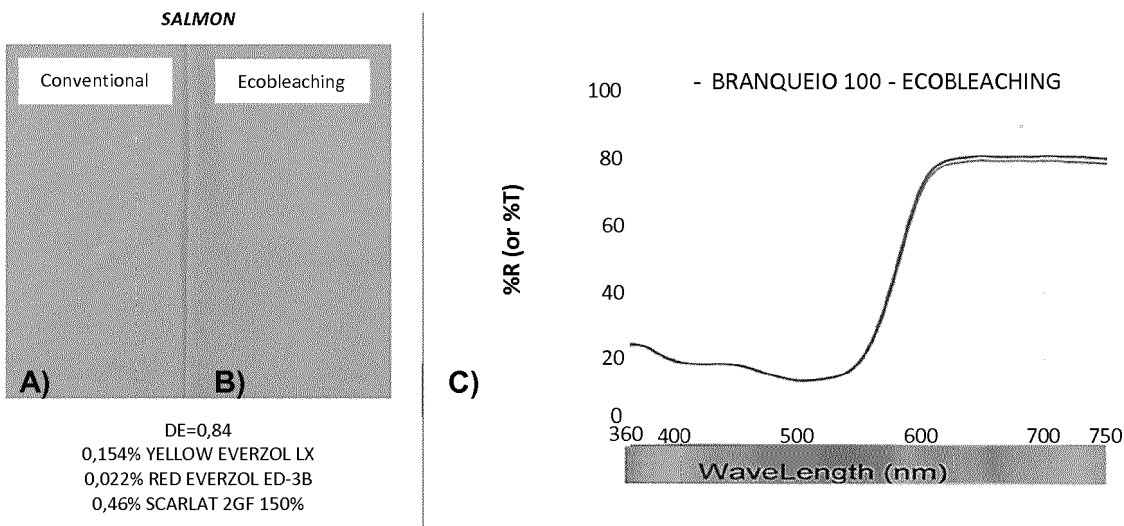 SALMON
Conventional
Ecobleaching
A)
B)
DE=0,84
0,154% YELLOW EVERZOL LX
0,022% RED EVERZOL ED-3B
0,46% SCARLAT 2GF 150%
C)
- BRANQUEIO 100 - ECOBLEACHING
%R (or %T)
100
80
60
40
20
0
360 400 500 600 700 750
WaveLength (nm)